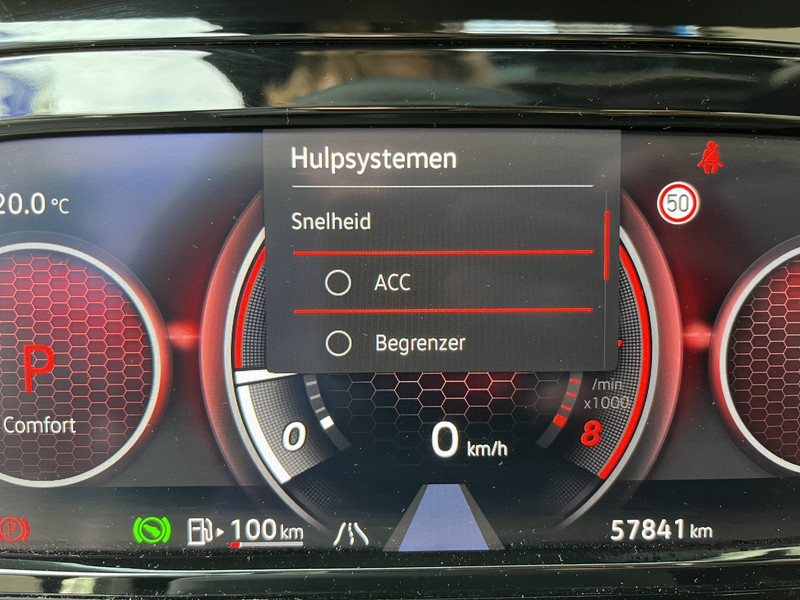 Hulpsystemen
20.0 °C
50
Snelheid
ACC
Begrenzer
P
Comfort
/min
x1000
0
0 km/h
8
P
100 km
57841 km